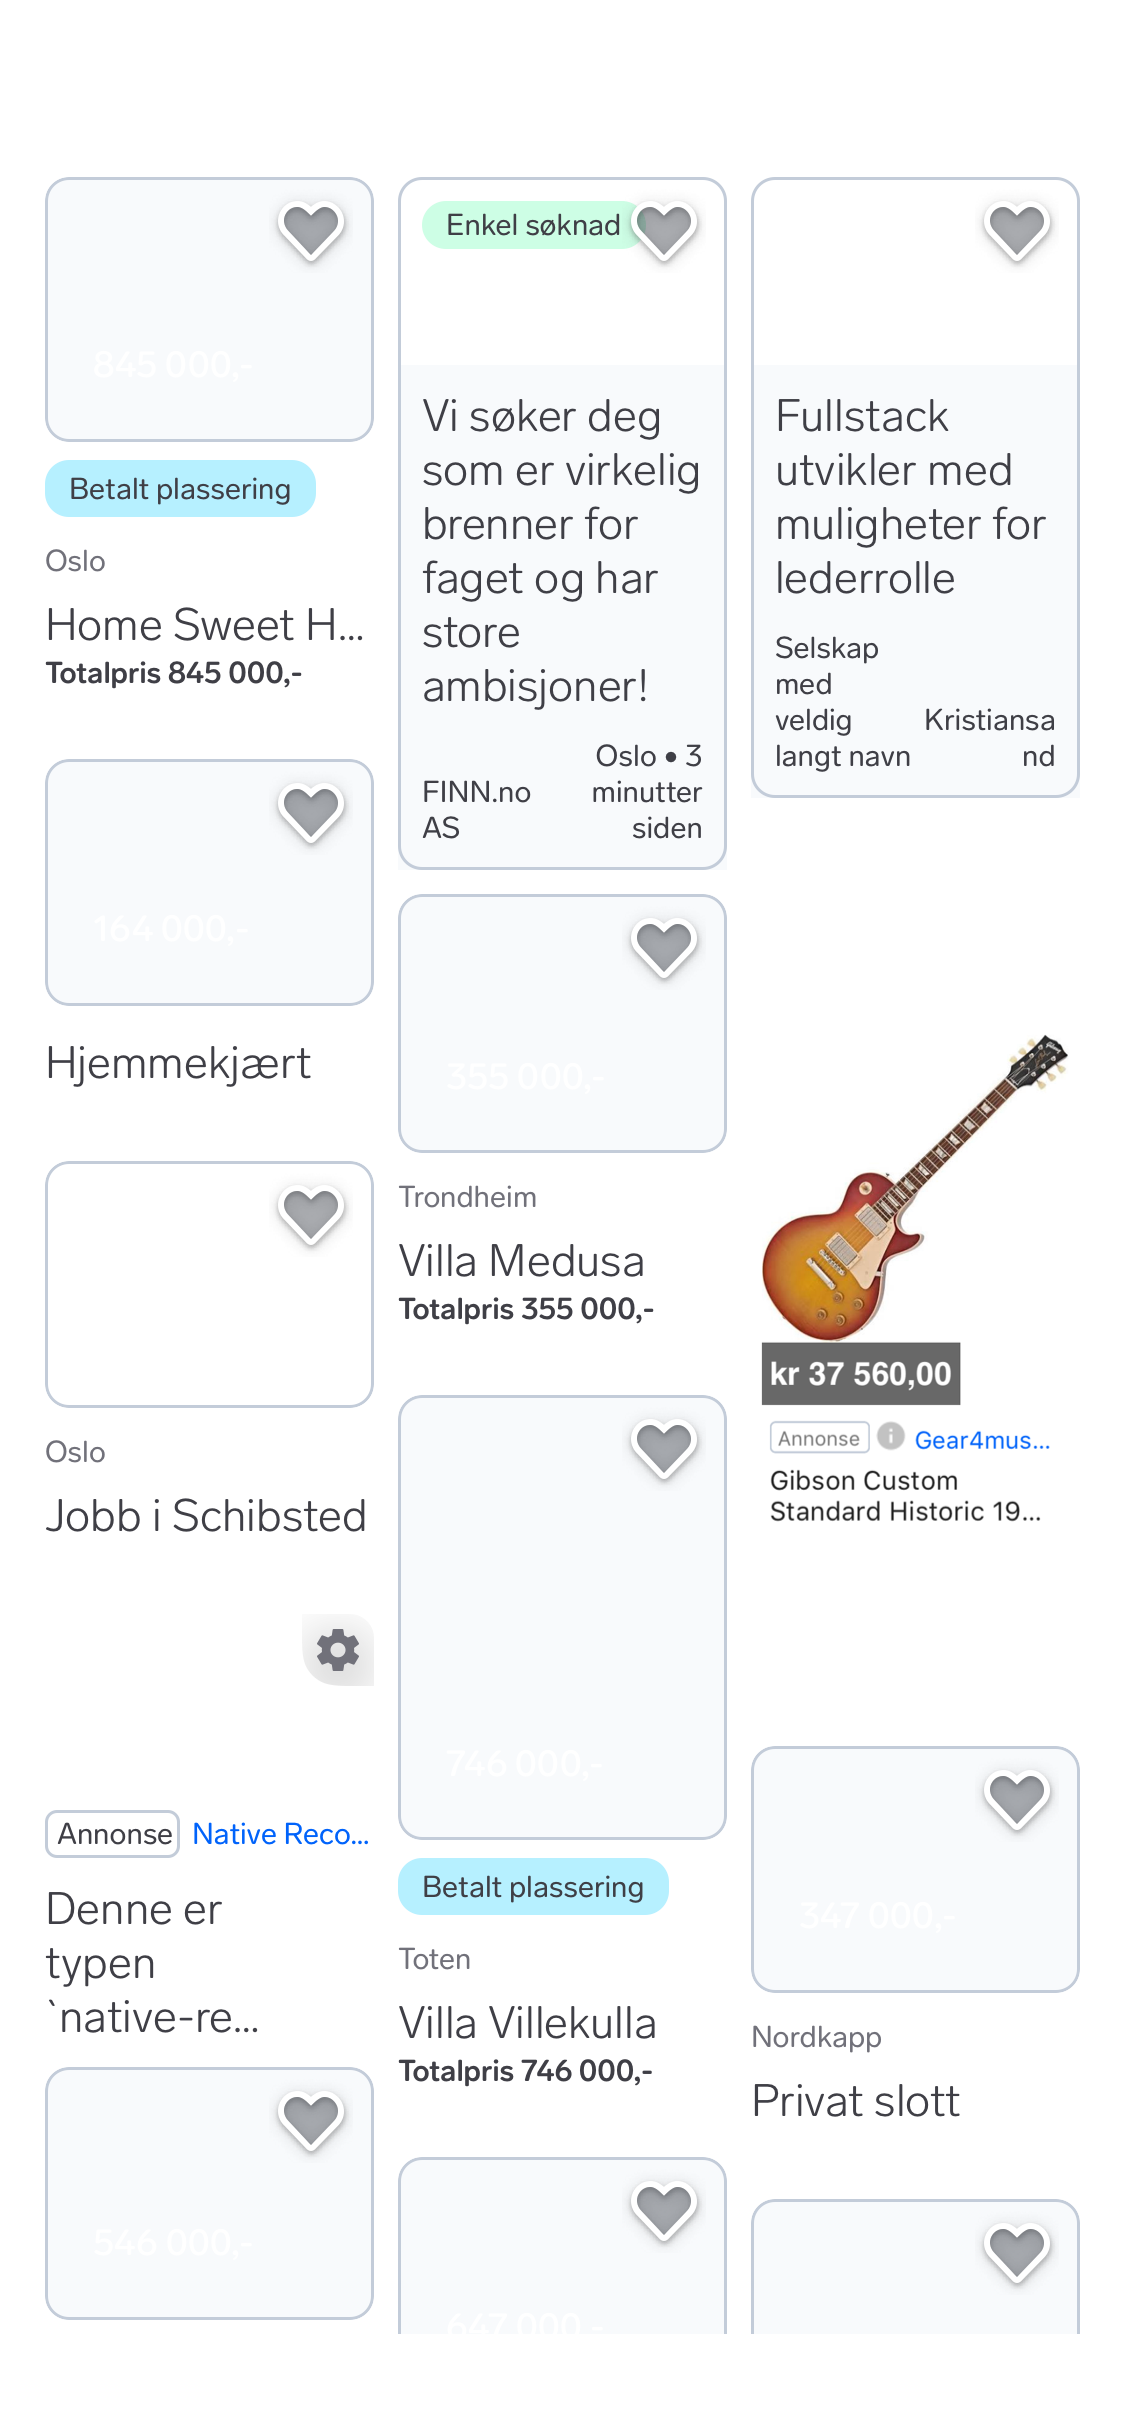 845 000,-
Betalt plassering
Oslo
Home Sweet H...
Totalpris 845 000,-
164 000,-
Hjemmekjært
Oslo
Jobb i Schibsted
Annonse Native Reco...
Denne er
typen
`native-re...
546 000,-
Enkel søknad
Vi søker deg
som er virkelig
brenner for
faget og har
store
ambisjoner!
FINN.no
AS
Oslo • 3
minutter
siden
355 000,-
Trondheim
Villa Medusa
Totalpris 355 000,-
746 000,-
Betalt plassering
Toten
Villa Villekulla
Totalpris 746 000,-
647 000,-
Fullstack
utvikler med
muligheter for
lederrolle
Selskap
med
veldig
langt navn
Kristiansa
nd
kr 37 560,00
Annonse Gear4mus...
Gibson Custom
Standard Historic 19...
347 000,-
Nordkapp
Privat slott